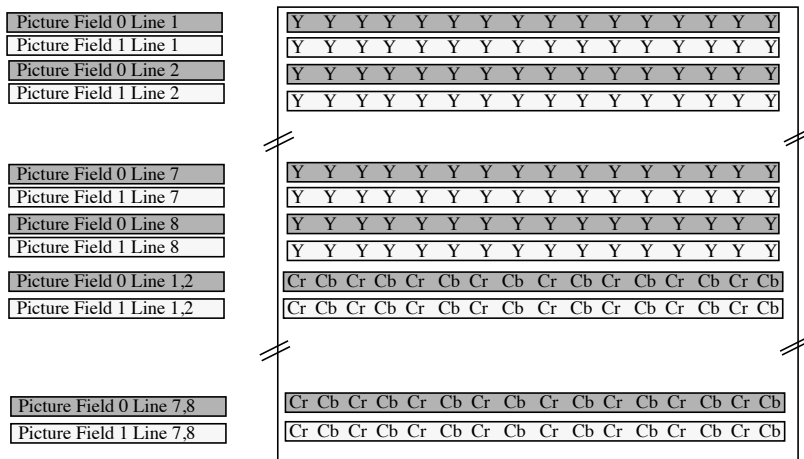 Picture Field 0 Line 1 Y Y Y Y Y Y Y Y Y Y Y Y Y Y Y Y
Picture Field 1 Line 1 Y Y Y Y Y Y Y Y Y Y Y Y Y Y Y Y
Picture Field 0 Line 2 Y Y Y Y Y Y Y Y Y Y Y Y Y Y Y Y
Picture Field 1 Line 2 Y Y Y Y Y Y Y Y Y Y Y Y Y Y Y Y
Picture Field 0 Line 7 Y Y Y Y Y Y Y Y Y Y Y Y Y Y Y Y
Picture Field 1 Line 7 Y Y Y Y Y Y Y Y Y Y Y Y Y Y Y Y
Picture Field 0 Line 8 Y Y Y Y Y Y Y Y Y Y Y Y Y Y Y Y
Picture Field 1 Line 8 Y Y Y Y Y Y Y Y Y Y Y Y Y Y Y Y
Picture Field 0 Line 1,2 Cr Cb Cr Cb Cr Cb Cr Cb Cr Cb Cr Cb Cr Cb Cr Cb
Picture Field 1 Line 1,2 Cr Cb Cr Cb Cr Cb Cr Cb Cr Cb Cr Cb Cr Cb Cr Cb
Picture Field 0 Line 7,8 Cr Cb Cr Cb Cr Cb Cr Cb Cr Cb Cr Cb Cr Cb Cr Cb
Picture Field 1 Line 7,8 Cr Cb Cr Cb Cr Cb Cr Cb Cr Cb Cr Cb Cr Cb Cr Cb